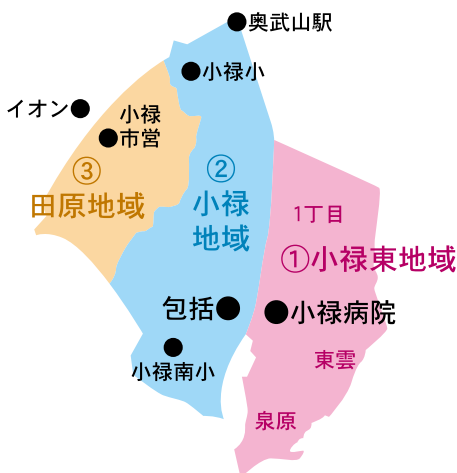 奥武山駅
小禄小
イオン
小禄
市営
③
田原地域
②
小禄
地域
1丁目
①小禄東地域
包括
小禄病院
小禄南小
東雲
泉原